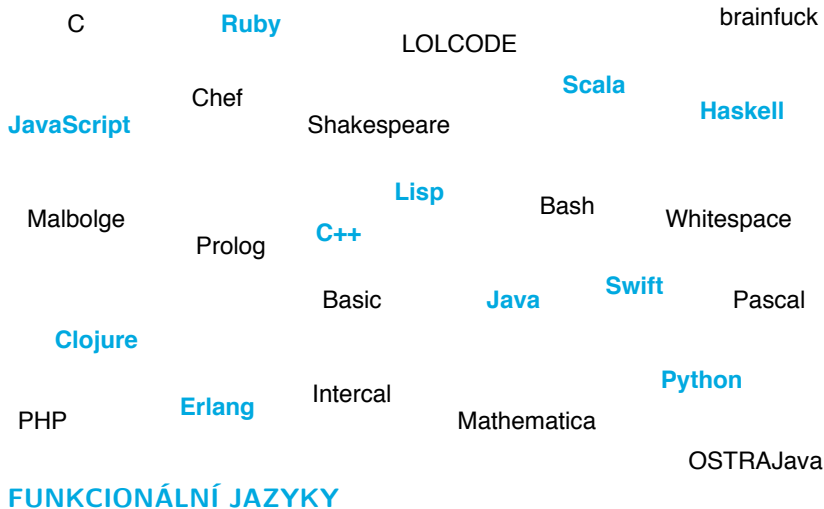 C
Ruby
LOLCODE
brainfuck
Chef
Scala
Haskell
JavaScript
Shakespeare
Lisp
Bash
Malbolge
Whitespace
Prolog
C++
Basic
Java
Swift
Pascal
Clojure
Python
Intercal
Erlang
PHP
Mathematica
OSTRAJava
FUNKCIONÁLNÍ JAZYKY